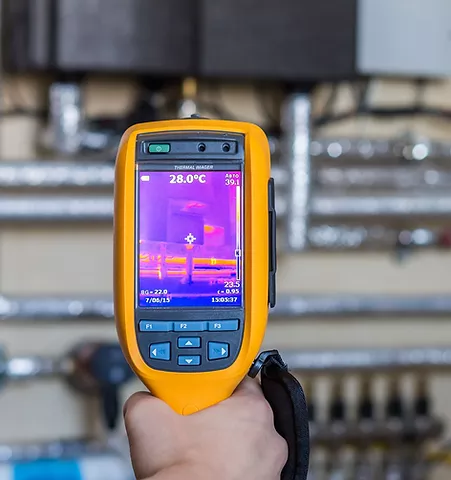 THERMAL IMAGER
28.0°C
Авто
39.1
23.5
BG = 22.0
ε = 0.95
7/06/15
15:05:37
F1 F2 F3